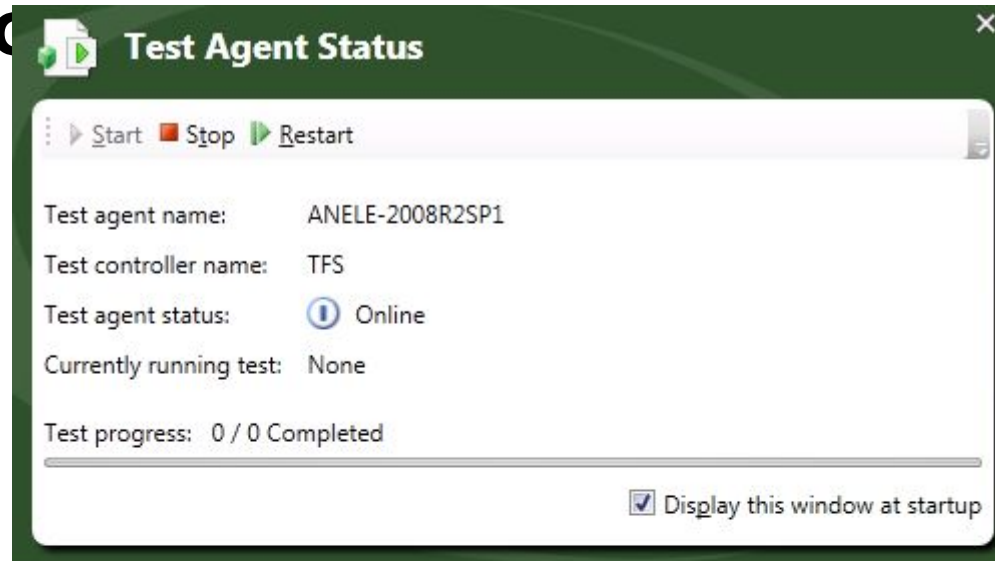 Test Agent Status
Start Stop Restart
Test agent name: ANELE-2008R2SP1
Test controller name: TFS
Test agent status: Online
Currently running test: None
Test progress: 0 / 0 Completed
Display this window at startup